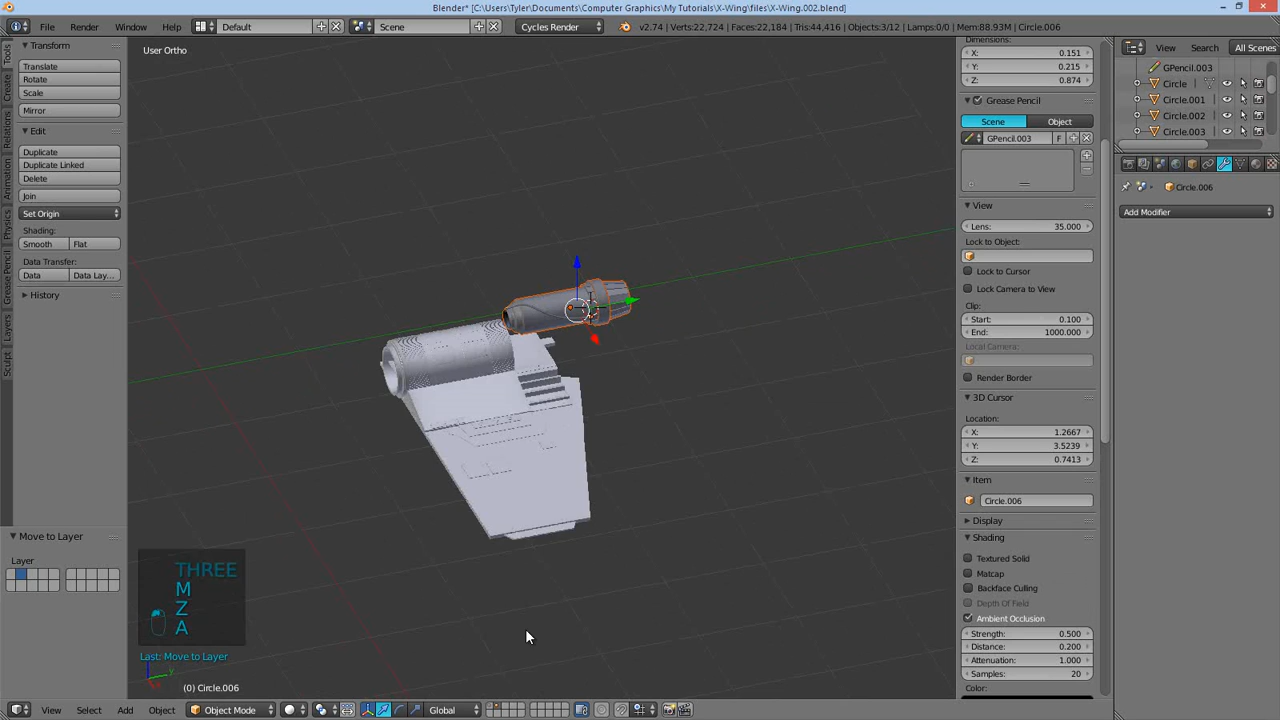 Blender* [C:\Users\Tyler\Documents\Computer Graphics\My Tutorials\X-Wing\files\X-Wing.002.blend]
File Render Window Help Default Scene Cycles Render v2.74 | Verts:22,724 | Faces:22,184 | Tris:44,416 | Objects:3/12 | Lamps:0/0 | Mem:88.93M | Circle.006
Tools
Create
Relations
Animation
Physics
Grease Pencil
Layers
Sculpt
Transform
Translate
Rotate
Scale
Mirror
Edit
Duplicate
Duplicate Linked
Delete
Join
Set Origin
Shading:
Smooth Flat
Data Transfer:
Data Data Lay...
History
Move to Layer
Layer
User Ortho
THREE
M
Z
A
Last: Move to Layer
(0) Circle.006
Dimensions:
X: 0.151
Y: 0.215
Z: 0.874
Grease Pencil
Scene Object
GPencil.003 F
View
Lens: 35.000
Lock to Object:
Lock to Cursor
Lock Camera to View
Clip:
Start: 0.100
End: 1000.000
Local Camera:
Render Border
3D Cursor
Location:
X: 1.2667
Y: 3.5239
Z: 0.7413
Item
Circle.006
Display
Shading
Textured Solid
Matcap
Backface Culling
Depth Of Field
Ambient Occlusion
Strength: 0.500
Distance: 0.200
Attenuation: 1.000
Samples: 20
Color:
View Search All Scenes
GPencil.003
Circle
Circle.001
Circle.002
Circle.003
Circle.006
Add Modifier
View Select Add Object Object Mode Global